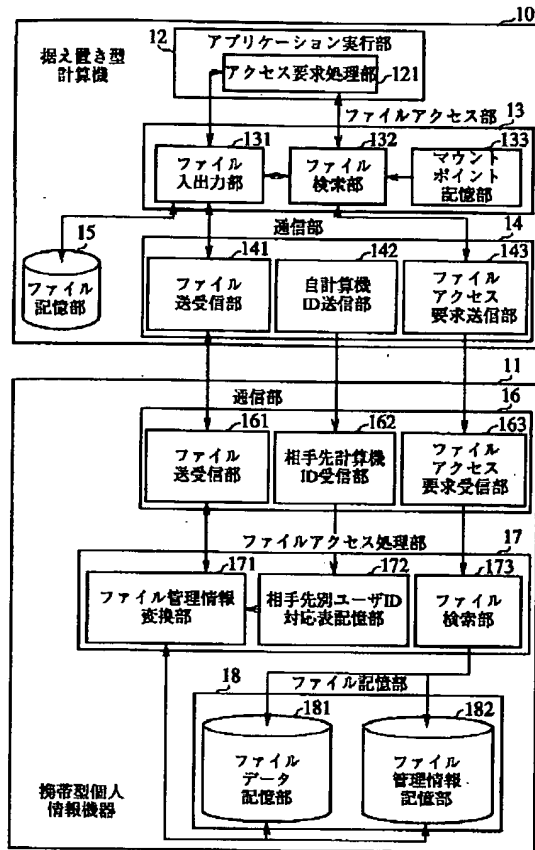 10
据え置き型
計算機
12
アプリケーション実行部
アクセス要求処理部
121
ファイルアクセス部
13
131
ファイル
入出力部
132
ファイル
検索部
133
マウント
ポイント
記憶部
15
ファイル
記憶部
通信部
14
141
ファイル
送受信部
142
自計算機
ID送信部
143
ファイル
アクセス
要求送信部
11
通信部
16
161
ファイル
送受信部
162
相手先計算機
ID受信部
163
ファイル
アクセス
要求受信部
ファイルアクセス処理部
17
171
ファイル管理情報
変換部
172
相手先別ユーザID
対応表記憶部
173
ファイル
検索部
18
ファイル記憶部
181
ファイル
データ
記憶部
182
ファイル
管理情報
記憶部
携帯型個人
情報機器